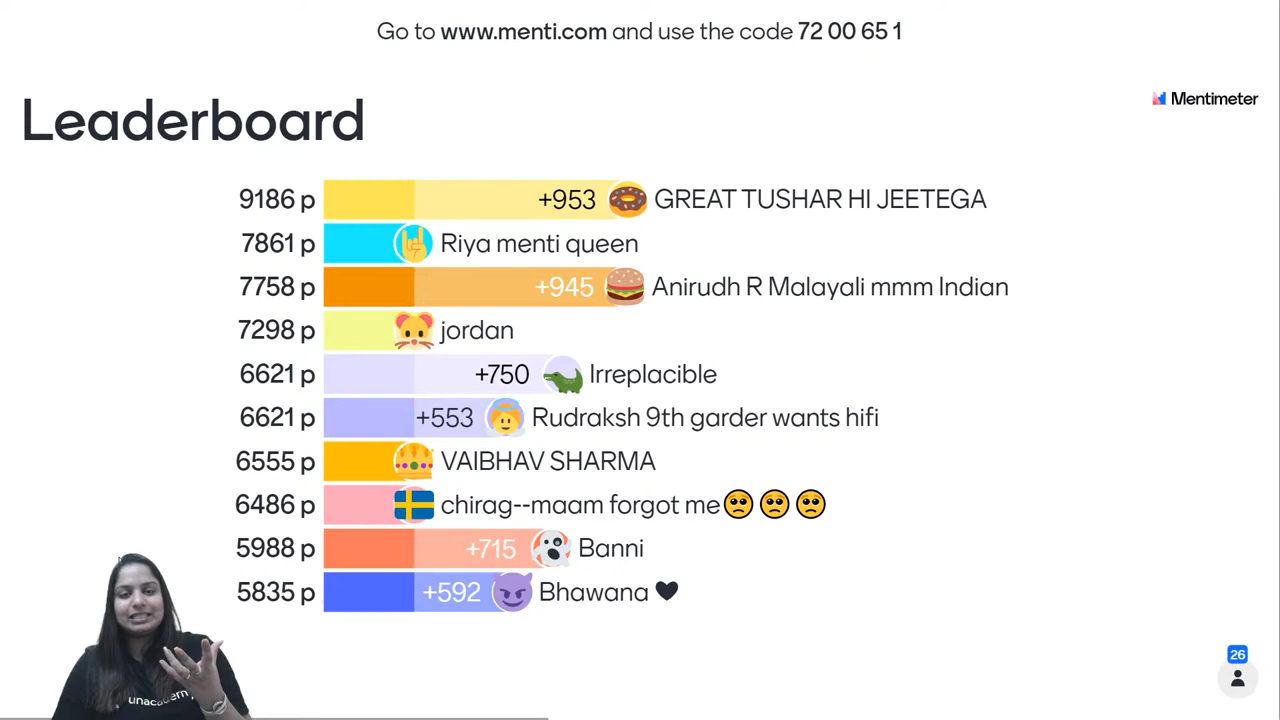 Go to www.menti.com and use the code 72 00 65 1
Mentimeter
Leaderboard
9186 p +953 GREAT TUSHAR HI JEETEGA
7861 p Riya menti queen
7758 p +945 Anirudh R Malayali mmm Indian
7298 p jordan
6621 p +750 Irreplacible
6621 p +553 Rudraksh 9th garder wants hifi
6555 p VAIBHAV SHARMA
6486 p chirag--maam forgot me🥺🥺🥺
5988 p +715 Banni
5835 p +592 Bhawana 🖤
unacademy
26